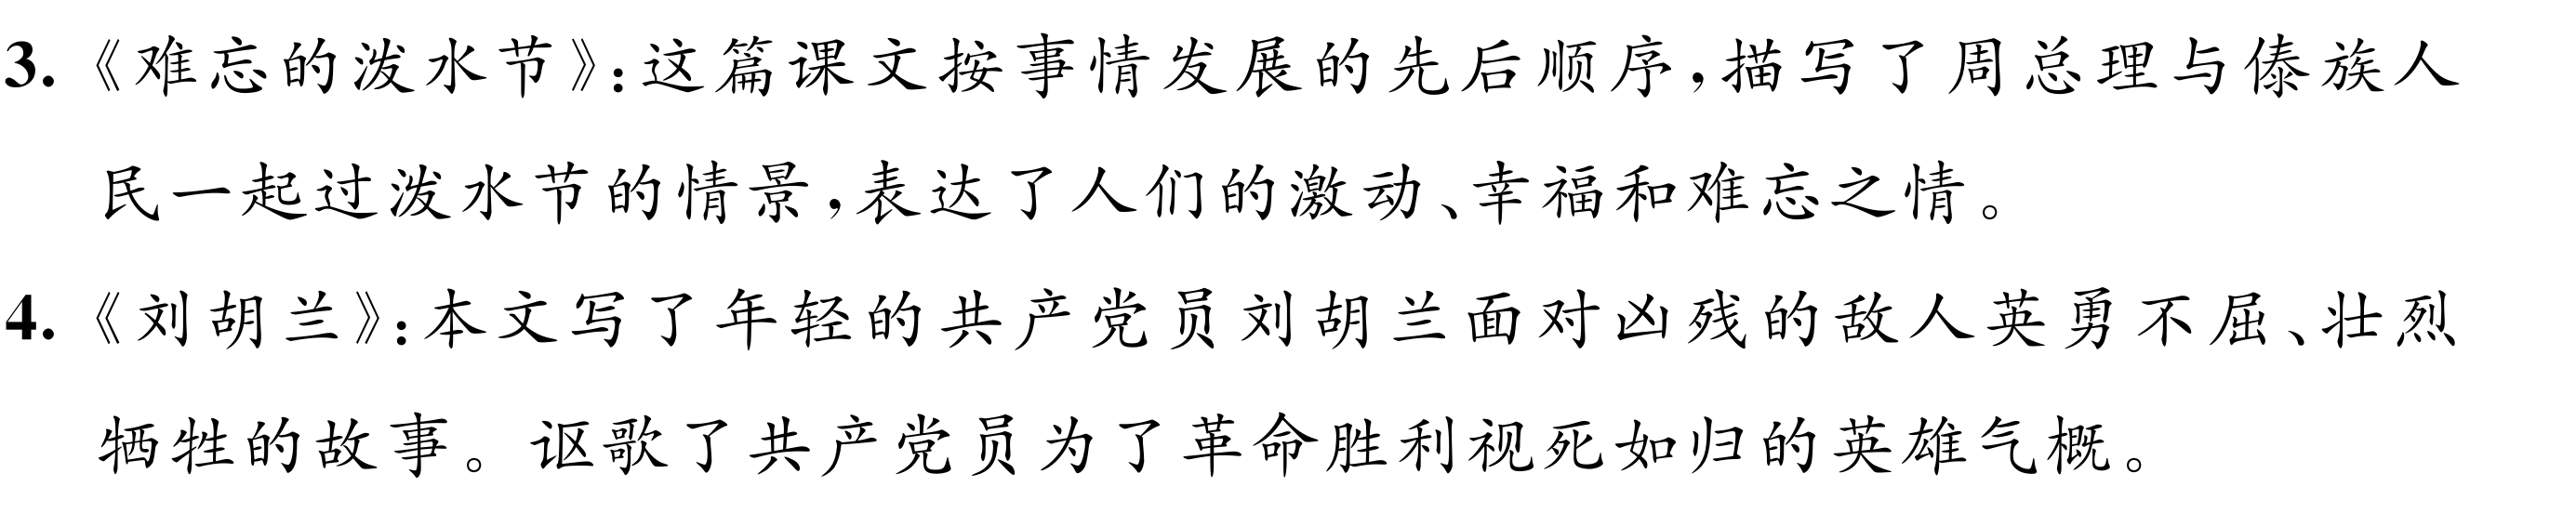 3.《难忘的泼水节》:这篇课文按事情发展的先后顺序,描写了周总理与傣族人
民一起过泼水节的情景,表达了人们的激动、幸福和难忘之情。
4.《刘胡兰》:本文写了年轻的共产党员刘胡兰面对凶残的敌人英勇不屈、壮烈
牺牲的故事。讴歌了共产党员为了革命胜利视死如归的英雄气概。